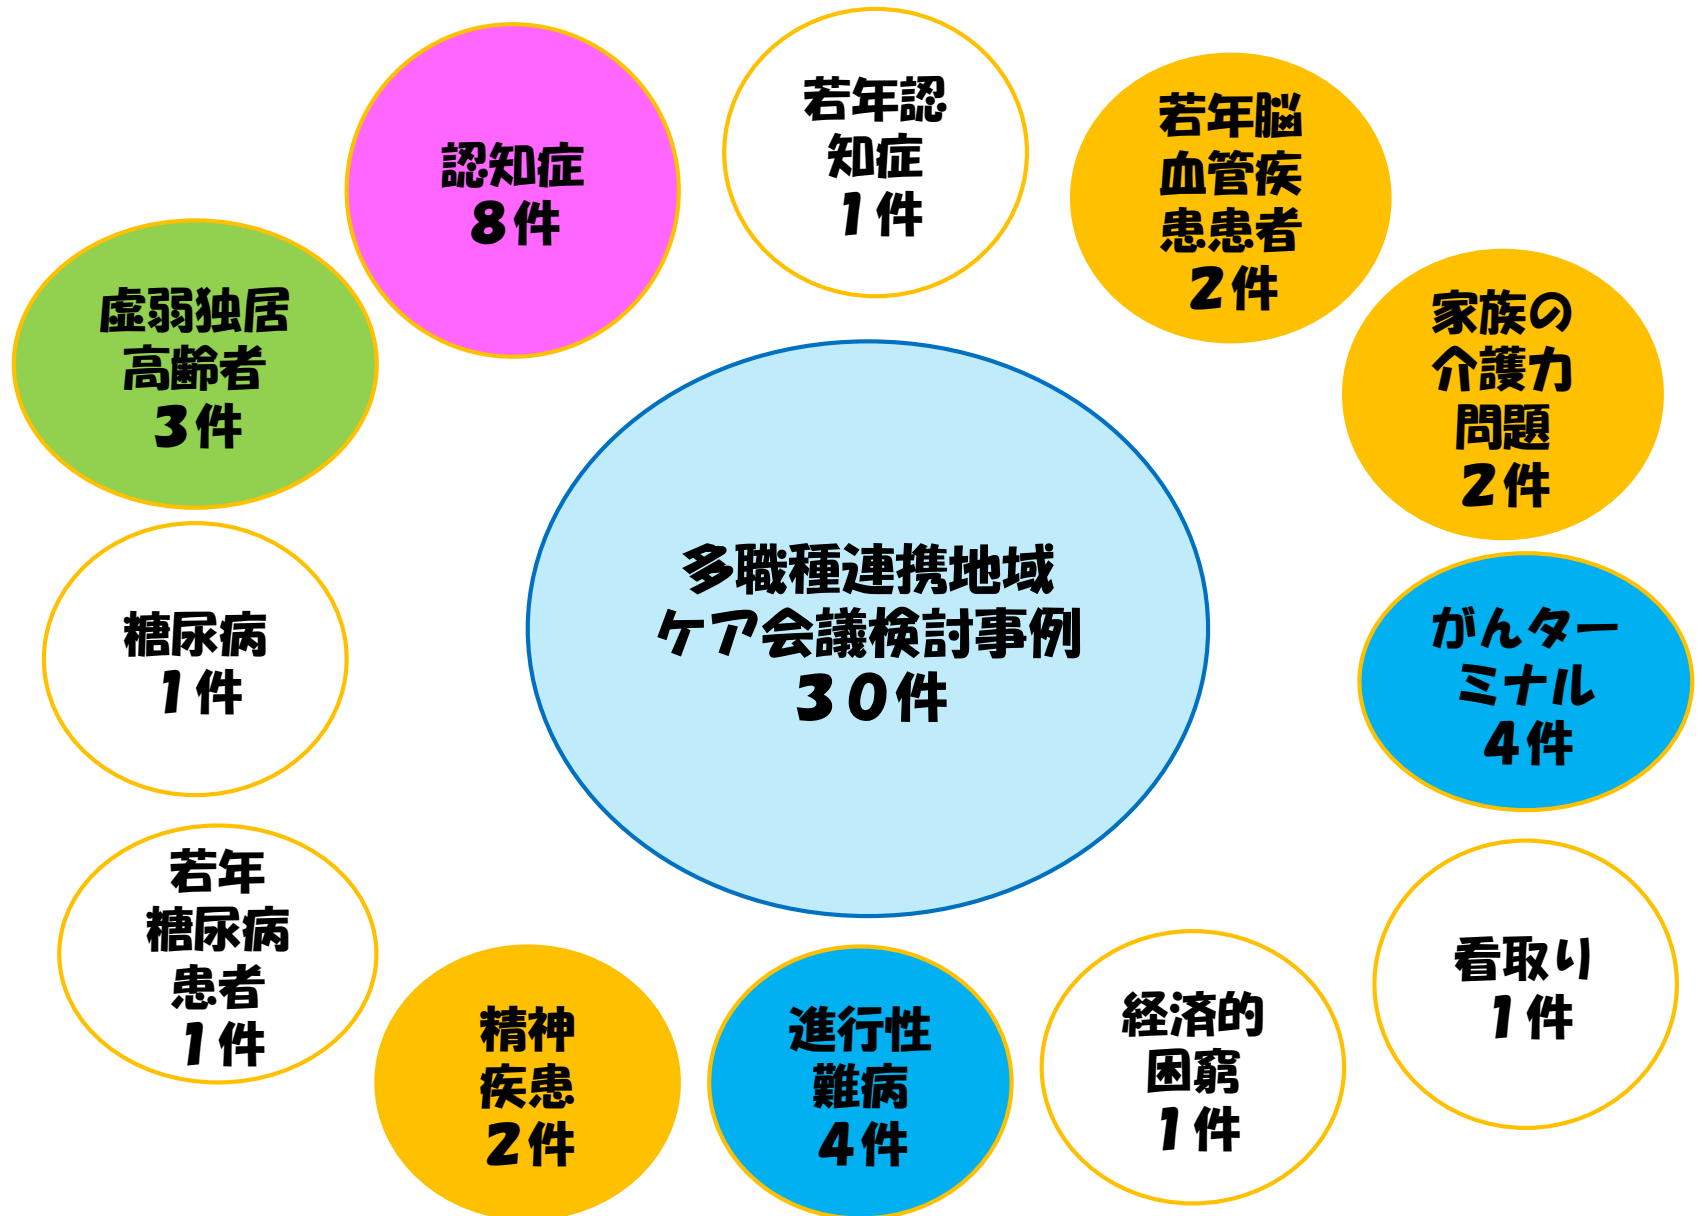 認知症
8件
若年認
知症
1件
若年脳
血管疾
患患者
2件
虚弱独居
高齢者
3件
家族の
介護力
問題
2件
多職種連携地域
ケア会議検討事例
30件
糖尿病
1件
がんター
ミナル
4件
若年
糖尿病
患者
1件
精神
疾患
2件
進行性
難病
4件
経済的
困窮
1件
看取り
1件